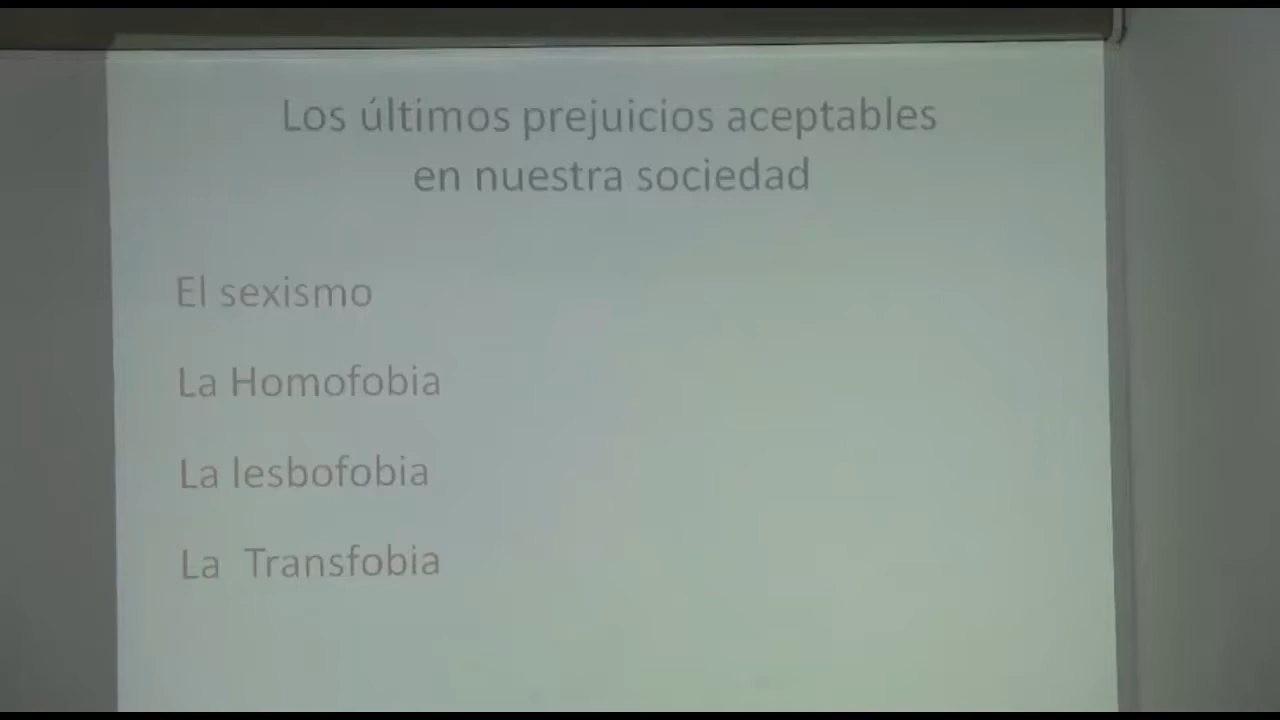 Los últimos prejuicios aceptables
en nuestra sociedad
El sexismo
La Homofobia
La lesbofobia
La Transfobia